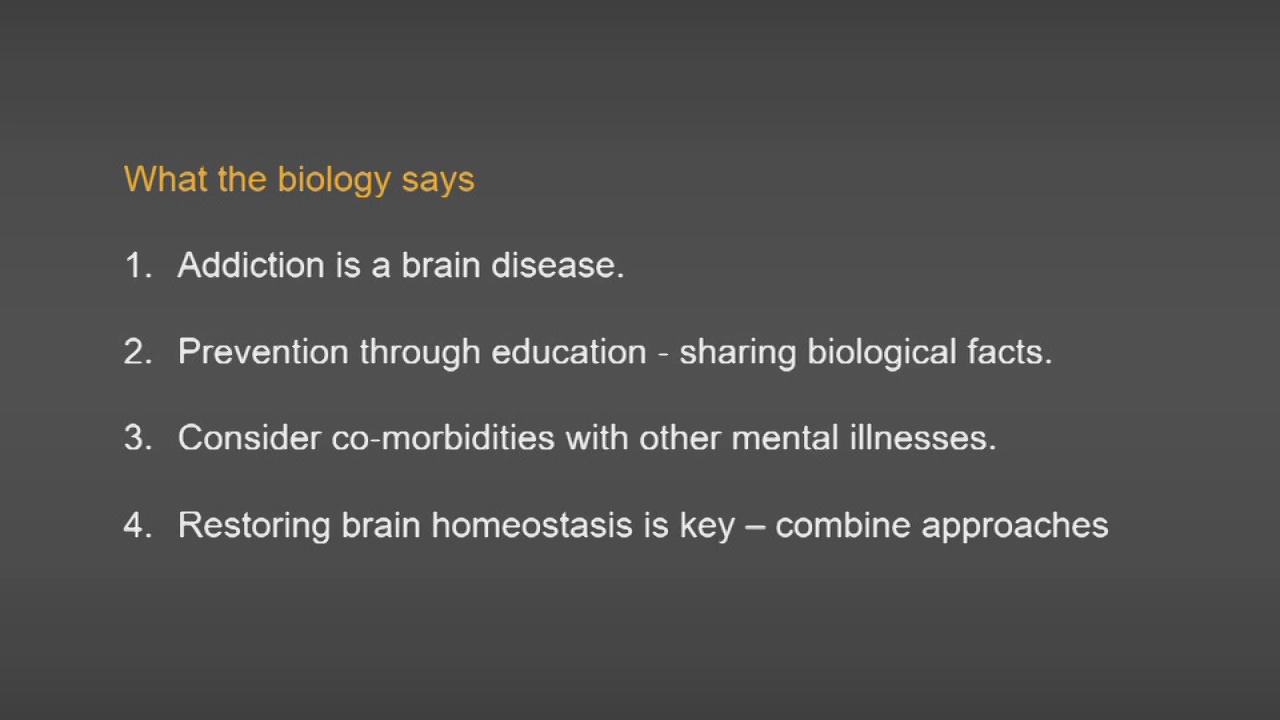 What the biology says
1. Addiction is a brain disease.
2. Prevention through education - sharing biological facts.
3. Consider co-morbidities with other mental illnesses.
4. Restoring brain homeostasis is key – combine approaches